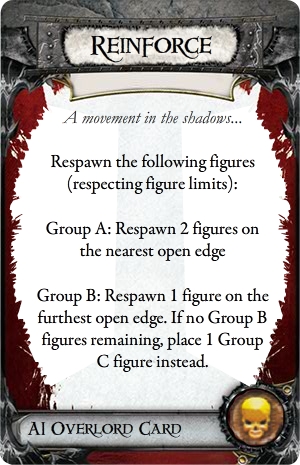 Reinforce
A movement in the shadows...
Respawn the following figures
(respecting figure limits):
Group A: Respawn 2 figures on
the nearest open edge
Group B: Respawn 1 figure on the
furthest open edge. If no Group B
figures remaining, place 1 Group
C figure instead.
AI Overlord Card